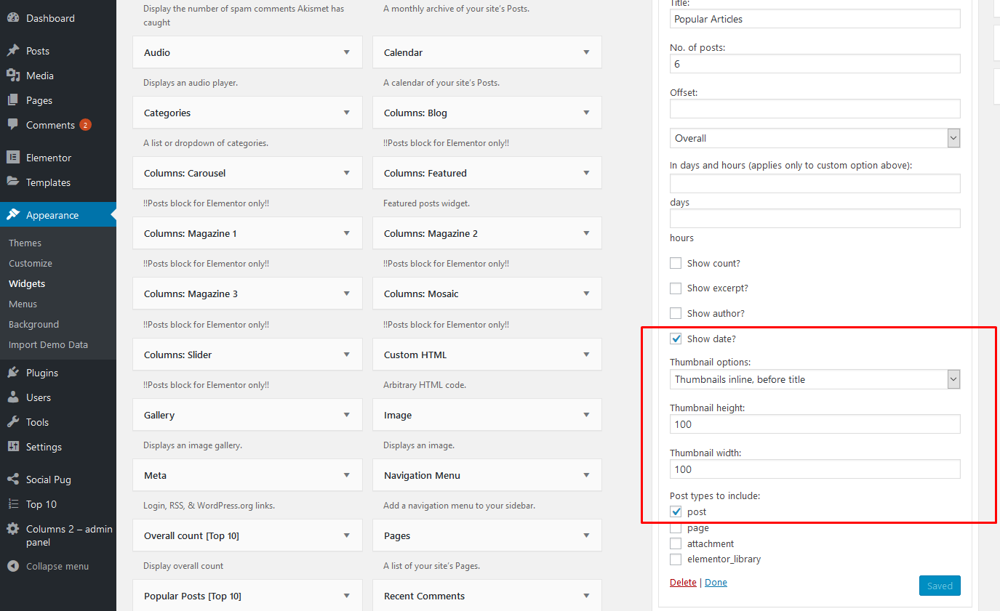 Dashboard
Posts
Media
Pages
Comments 2
Elementor
Templates
Appearance
Themes
Customize
Widgets
Menus
Background
Import Demo Data
Plugins
Users
Tools
Settings
Social Pug
Top 10
Columns 2 – admin
panel
Collapse menu
Display the number of spam comments Akismet has
caught
A monthly archive of your site's Posts.
Audio
Calendar
Displays an audio player.
A calendar of your site's Posts.
Categories
Columns: Blog
A list or dropdown of categories.
!!Posts block for Elementor only!!
Columns: Carousel
Columns: Featured
!!Posts block for Elementor only!!
Featured posts widget.
Columns: Magazine 1
Columns: Magazine 2
!!Posts block for Elementor only!!
!!Posts block for Elementor only!!
Columns: Magazine 3
Columns: Mosaic
!!Posts block for Elementor only!!
!!Posts block for Elementor only!!
Columns: Slider
Custom HTML
!!Posts block for Elementor only!!
Arbitrary HTML code.
Gallery
Image
Displays an image gallery.
Displays an image.
Meta
Navigation Menu
Login, RSS, & WordPress.org links.
Add a navigation menu to your sidebar.
Overall count [Top 10]
Pages
Display overall count
A list of your site's Pages.
Popular Posts [Top 10]
Recent Comments
Title:
Popular Articles
No. of posts:
6
Offset:
Overall
In days and hours (applies only to custom option above):
days
hours
Show count?
Show excerpt?
Show author?
Show date?
Thumbnail options:
Thumbnails inline, before title
Thumbnail height:
100
Thumbnail width:
100
Post types to include:
post
page
attachment
elementor_library
Delete | Done
Saved